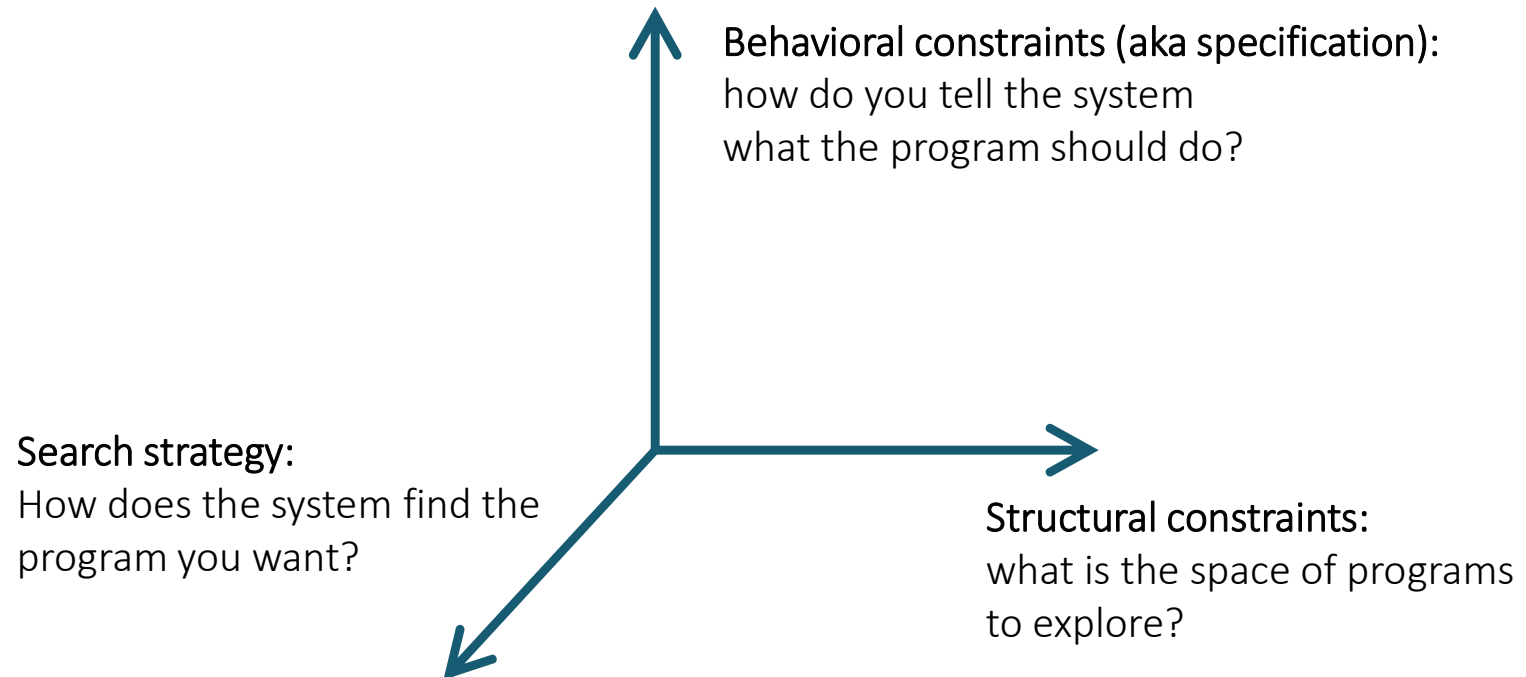 Behavioral constraints (aka specification):
how do you tell the system
what the program should do?
Search strategy:
How does the system find the
program you want?
Structural constraints:
what is the space of programs
to explore?